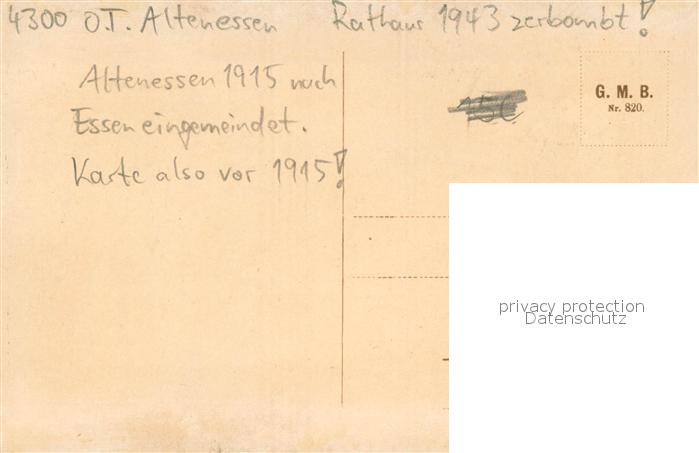 4300 O.T. Altenessen Rathaus 1943 zerbombt!
Altenessen 1915 nach
Essen eingemeindet.
Karte also vor 1915!
G. M. B.
Nr. 820.
privacy protection
Datenschutz